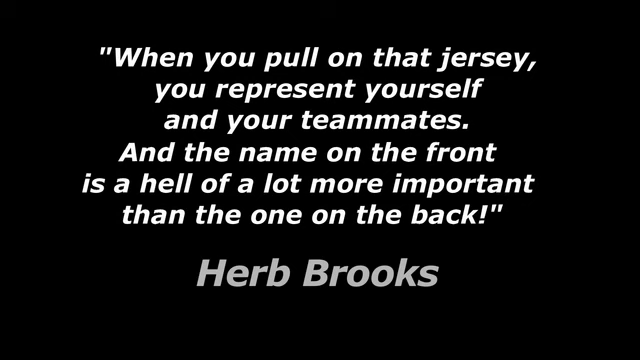 "When you pull on that jersey,
you represent yourself
and your teammates.
And the name on the front
is a hell of a lot more important
than the one on the back!"
Herb Brooks